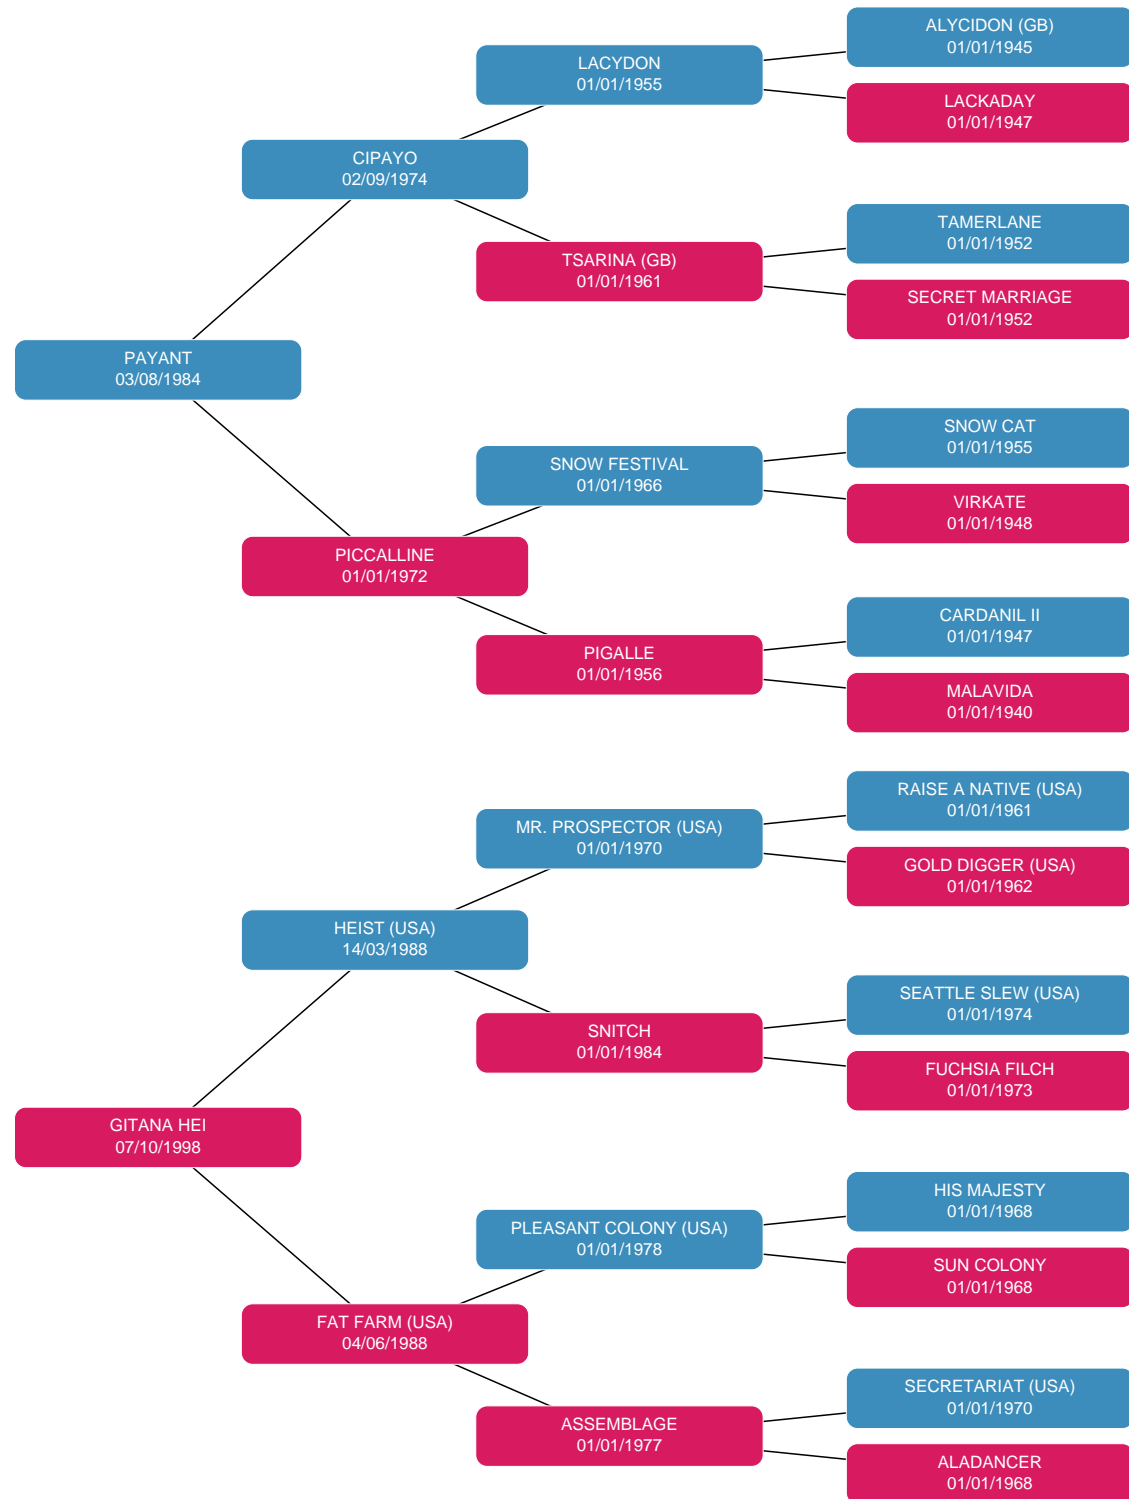 ALYCIDON (GB)
01/01/1945
LACYDON
01/01/1955
LACKADAY
01/01/1947
CIPAYO
02/09/1974
TAMERLANE
01/01/1952
TSARINA (GB)
01/01/1961
SECRET MARRIAGE
01/01/1952
PAYANT
03/08/1984
SNOW CAT
01/01/1955
SNOW FESTIVAL
01/01/1966
VIRKATE
01/01/1948
PICCALLINE
01/01/1972
CARDANIL II
01/01/1947
PIGALLE
01/01/1956
MALAVIDA
01/01/1940
RAISE A NATIVE (USA)
01/01/1961
MR. PROSPECTOR (USA)
01/01/1970
GOLD DIGGER (USA)
01/01/1962
HEIST (USA)
14/03/1988
SEATTLE SLEW (USA)
01/01/1974
SNITCH
01/01/1984
FUCHSIA FILCH
01/01/1973
GITANA HEI
07/10/1998
HIS MAJESTY
01/01/1968
PLEASANT COLONY (USA)
01/01/1978
SUN COLONY
01/01/1968
FAT FARM (USA)
04/06/1988
SECRETARIAT (USA)
01/01/1970
ASSEMBLAGE
01/01/1977
ALADANCER
01/01/1968